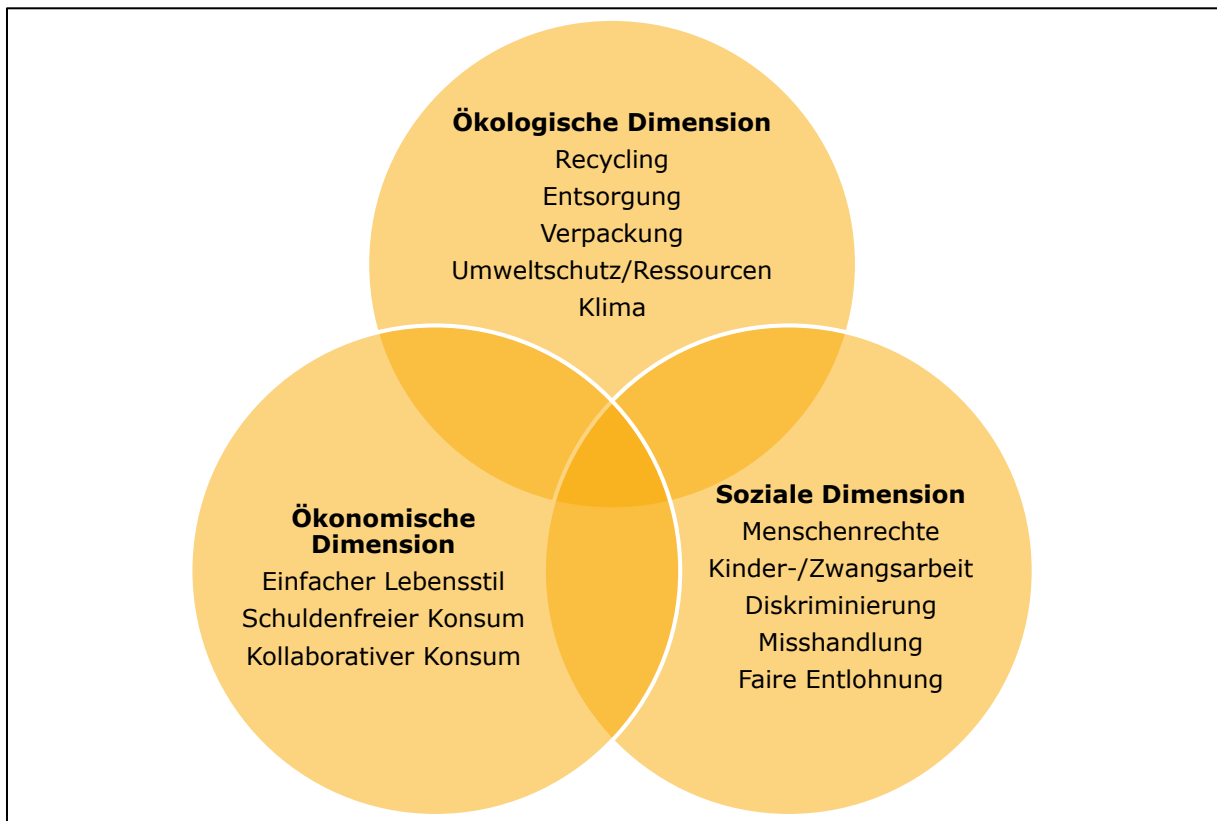 Ökologische Dimension
Recycling
Entsorgung
Verpackung
Umweltschutz/Ressourcen
Klima
Ökonomische
Dimension
Einfacher Lebensstil
Schuldenfreier Konsum
Kollaborativer Konsum
Soziale Dimension
Menschenrechte
Kinder-/Zwangsarbeit
Diskriminierung
Misshandlung
Faire Entlohnung